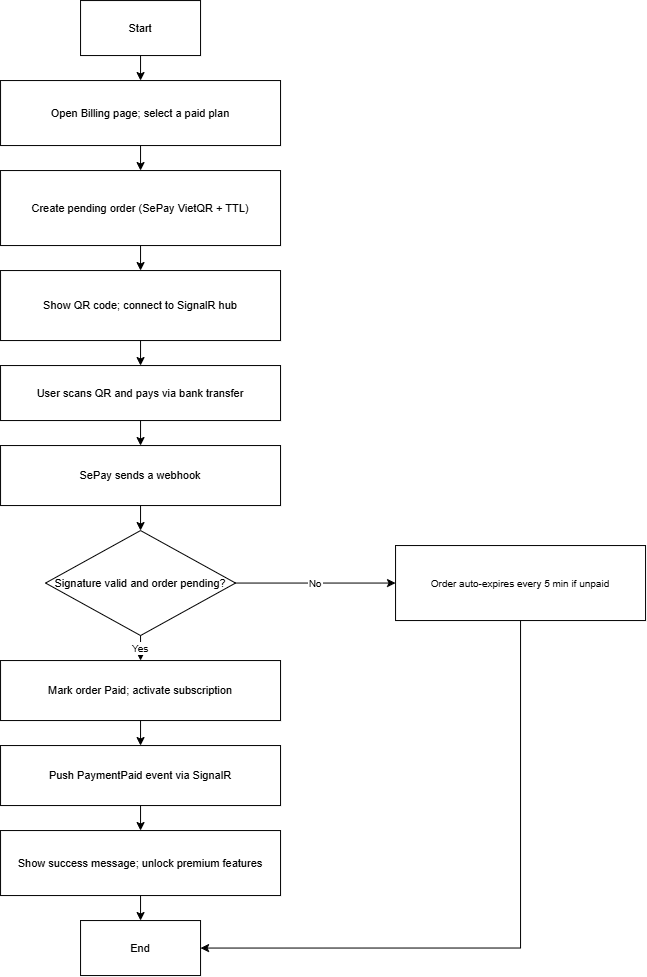 Start
Open Billing page; select a paid plan
Create pending order (SePay VietQR + TTL)
Show QR code; connect to SignalR hub
User scans QR and pays via bank transfer
SePay sends a webhook
Signature valid and order pending?
No
Order auto-expires every 5 min if unpaid
Yes
Mark order Paid; activate subscription
Push PaymentPaid event via SignalR
Show success message; unlock premium features
End